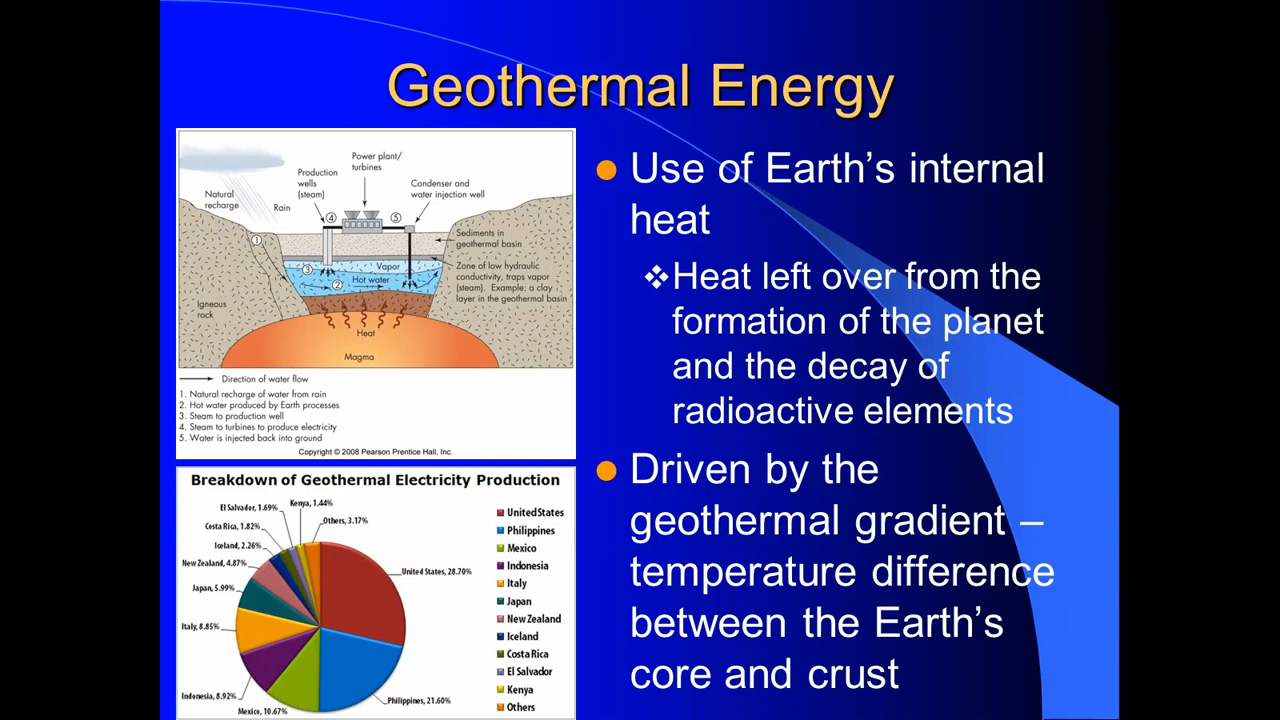 Geothermal Energy
Power plant/
turbines
Production
wells
(steam)
Condenser and
water injection well
Natural
recharge
Rain
4
5
1
Sediments in
geothermal basin
Vapor
3
Hot water
2
Zone of low hydraulic
conductivity, traps vapor
(steam). Example: a clay
layer in the geothermal basin
Igneous
rock
Heat
Magma
Direction of water flow
1. Natural recharge of water from rain
2. Hot water produced by Earth processes
3. Steam to production well
4. Steam to turbines to produce electricity
5. Water is injected back into ground
Copyright © 2008 Pearson Prentice Hall, Inc.
Breakdown of Geothermal Electricity Production
Kenya, 1.44%
El Salvador, 1.69%
Others, 3.17%
Costa Rica, 1.82%
Iceland, 2.26%
New Zealand, 4.87%
United States, 28.70%
Japan, 5.99%
Italy, 8.85%
Indonesia, 8.92%
Philippines, 21.60%
Mexico, 10.67%
United States
Philippines
Mexico
Indonesia
Italy
Japan
New Zealand
Iceland
Costa Rica
El Salvador
Kenya
Others
Use of Earth’s internal
heat
Heat left over from the
formation of the planet
and the decay of
radioactive elements
Driven by the
geothermal gradient –
temperature difference
between the Earth’s
core and crust